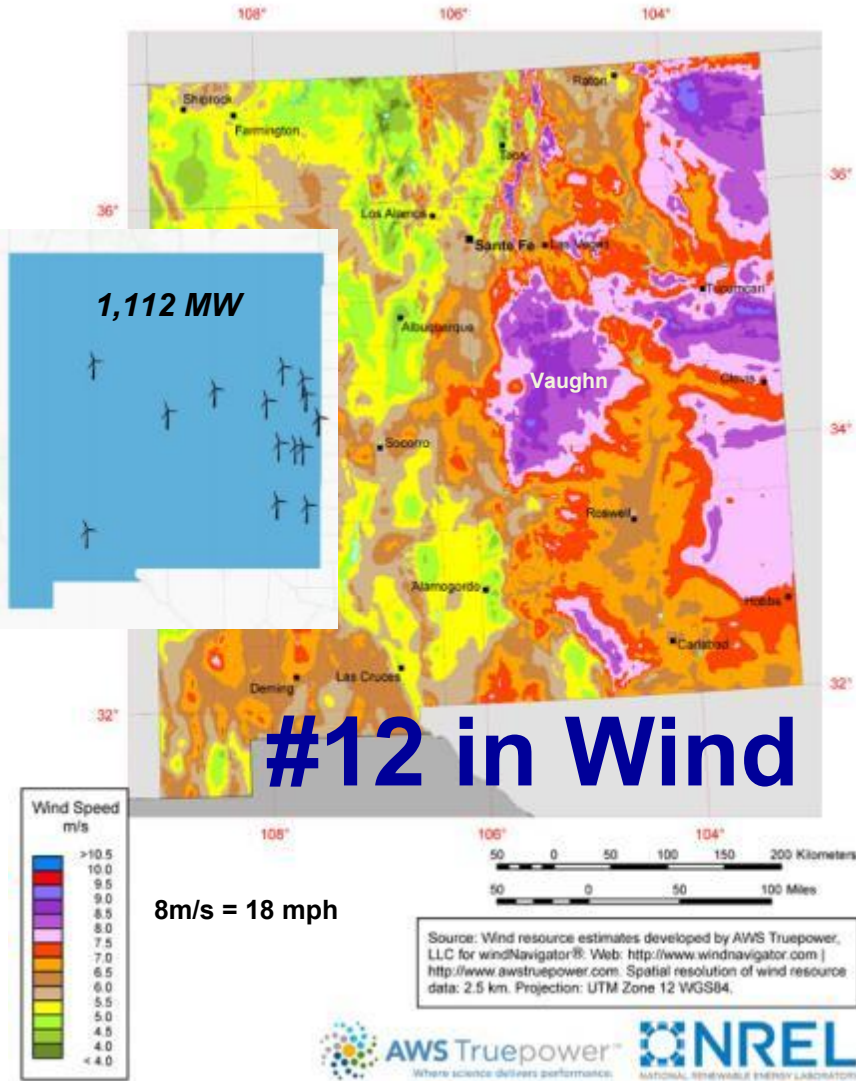 108° 106° 104°
Raton
Shiprock
Farmington
Taos
36°
36°
Los Alamos
Santa Fe
Las Vegas
1,112 MW
Tucumcari
Albuquerque
Vaughn
Clovis
34°
Socorro
Roswell
Alamogordo
Hobbs
Carlsbad
Las Cruces
Deming
32°
32°
#12 in Wind
Wind Speed
m/s
>10.5
10.0
9.5
9.0
8.5
8.0
7.5
7.0
6.5
6.0
5.5
5.0
4.5
4.0
< 4.0
108° 106° 104°
50 0 50 100 150 200 Kilometers
50 0 50 100 Miles
8m/s = 18 mph
Source: Wind resource estimates developed by AWS Truepower,
LLC for windNavigator®. Web: http://www.windnavigator.com |
http://www.awstruepower.com. Spatial resolution of wind resource
data: 2.5 km. Projection: UTM Zone 12 WGS84.
AWS Truepower™
Where science delivers performance.
NREL
NATIONAL RENEWABLE ENERGY LABORATORY